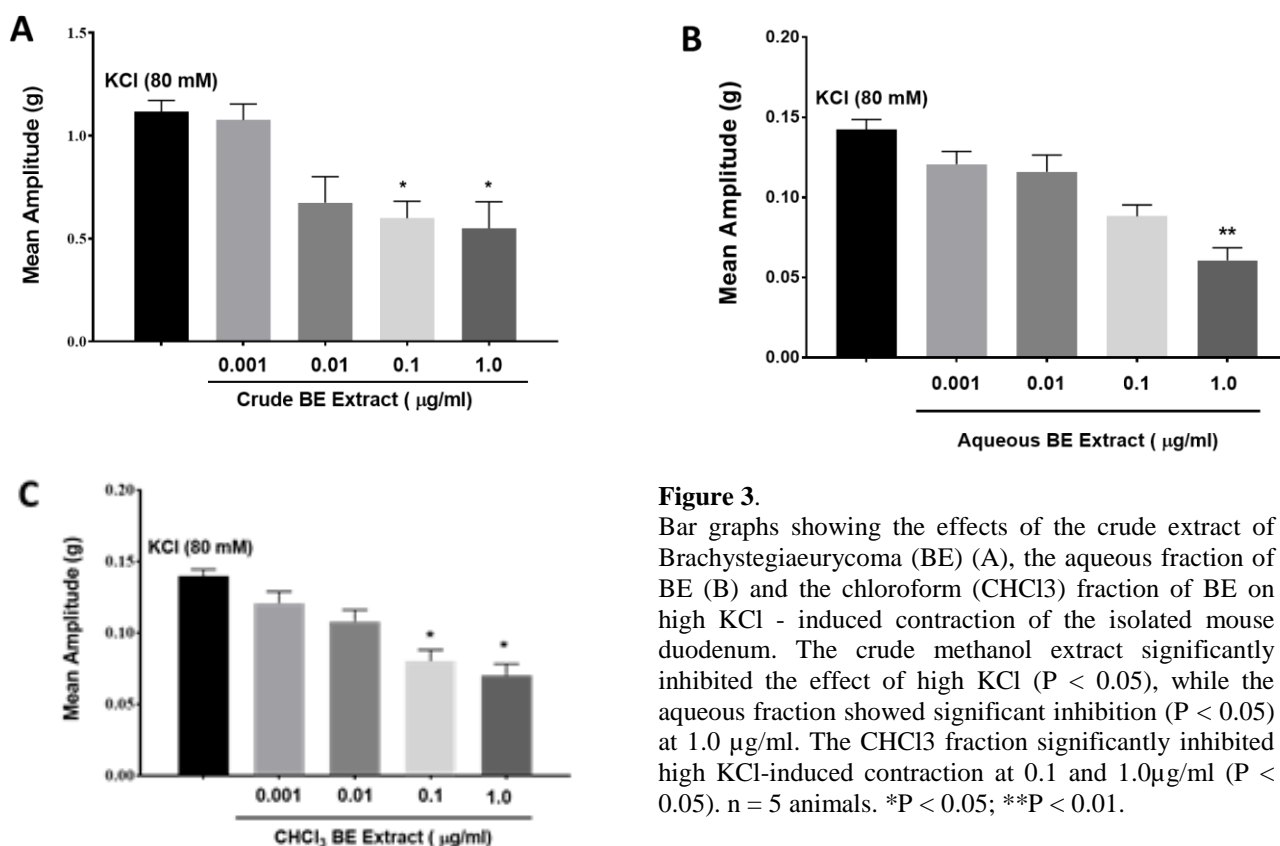 A
1.5
1.0
0.5
0.0
Mean Amplitude (g)
KCl (80 mM)
*
*
0.001 0.01 0.1 1.0
Crude BE Extract ( µg/ml)
B
0.20
0.15
0.10
0.05
0.00
Mean Amplitude (g)
KCl (80 mM)
**
0.001 0.01 0.1 1.0
Aqueous BE Extract ( µg/ml)
C
0.20
0.15
0.10
0.05
0.00
Mean Amplitude (g)
KCl (80 mM)
*
*
0.001 0.01 0.1 1.0
CHCl₃ BE Extract ( µg/ml)
Figure 3.
Bar graphs showing the effects of the crude extract of
Brachystegiaeurycoma (BE) (A), the aqueous fraction of
BE (B) and the chloroform (CHCl3) fraction of BE on
high KCl - induced contraction of the isolated mouse
duodenum. The crude methanol extract significantly
inhibited the effect of high KCl (P < 0.05), while the
aqueous fraction showed significant inhibition (P < 0.05)
at 1.0 µg/ml. The CHCl3 fraction significantly inhibited
high KCl-induced contraction at 0.1 and 1.0µg/ml (P <
0.05). n = 5 animals. *P < 0.05; **P < 0.01.